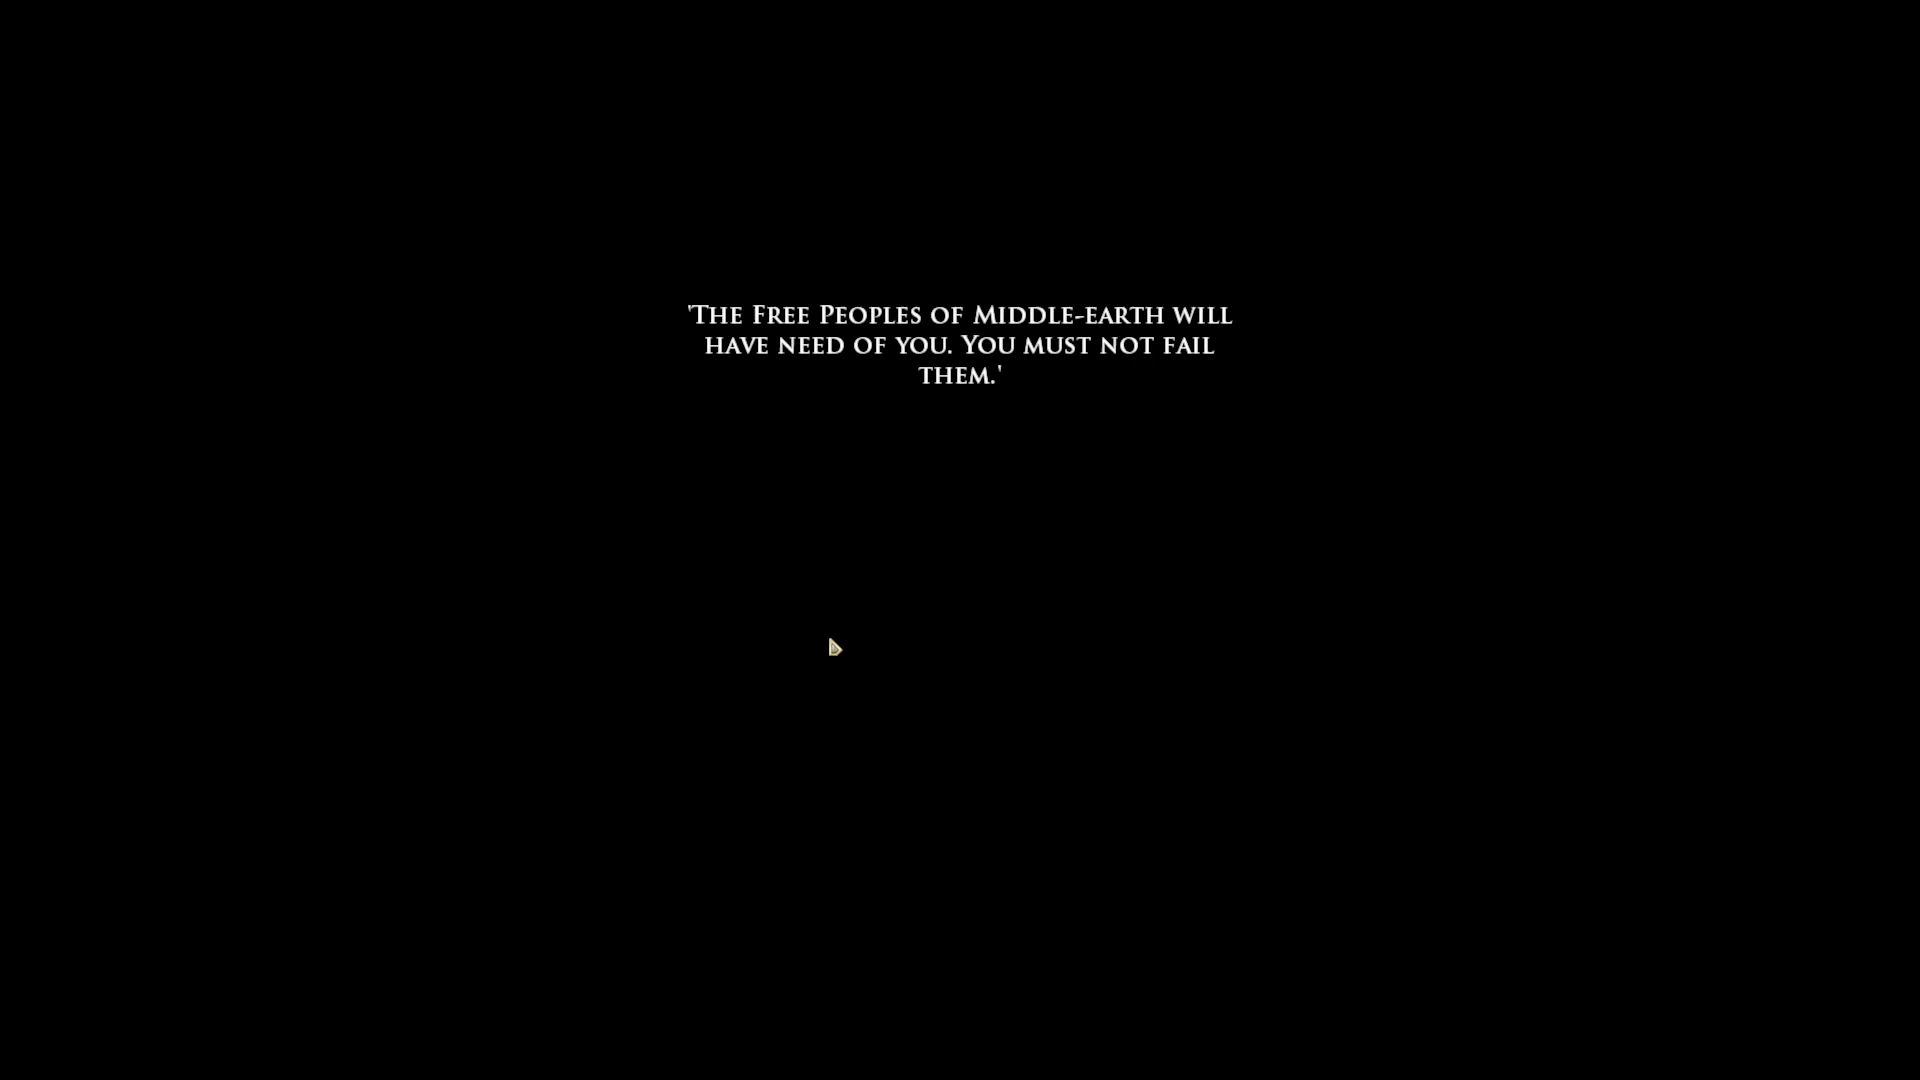 'The Free Peoples of Middle-earth will
have need of you. You must not fail
them.'